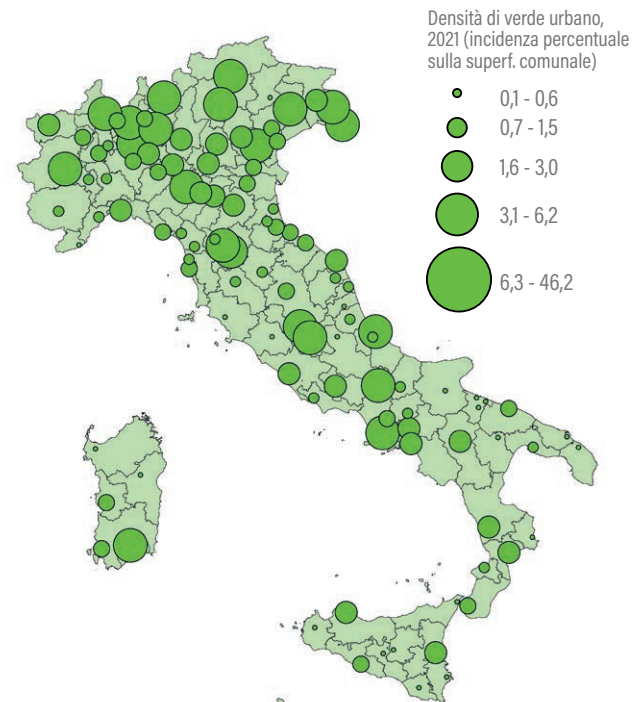 Densità di verde urbano,
2021 (incidenza percentuale
sulla superf. comunale)
0,1 - 0,6
0,7 - 1,5
1,6 - 3,0
3,1 - 6,2
6,3 - 46,2